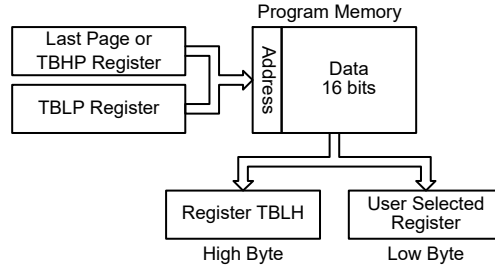 Program Memory
Last Page or
TBHP Register
TBLP Register
Address
Data
16 bits
Register TBLH
High Byte
User Selected
Register
Low Byte